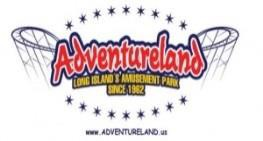 Adventureland
LONG ISLAND'S AMUSEMENT PARK
SINCE 1962
www.ADVENTURELAND.us